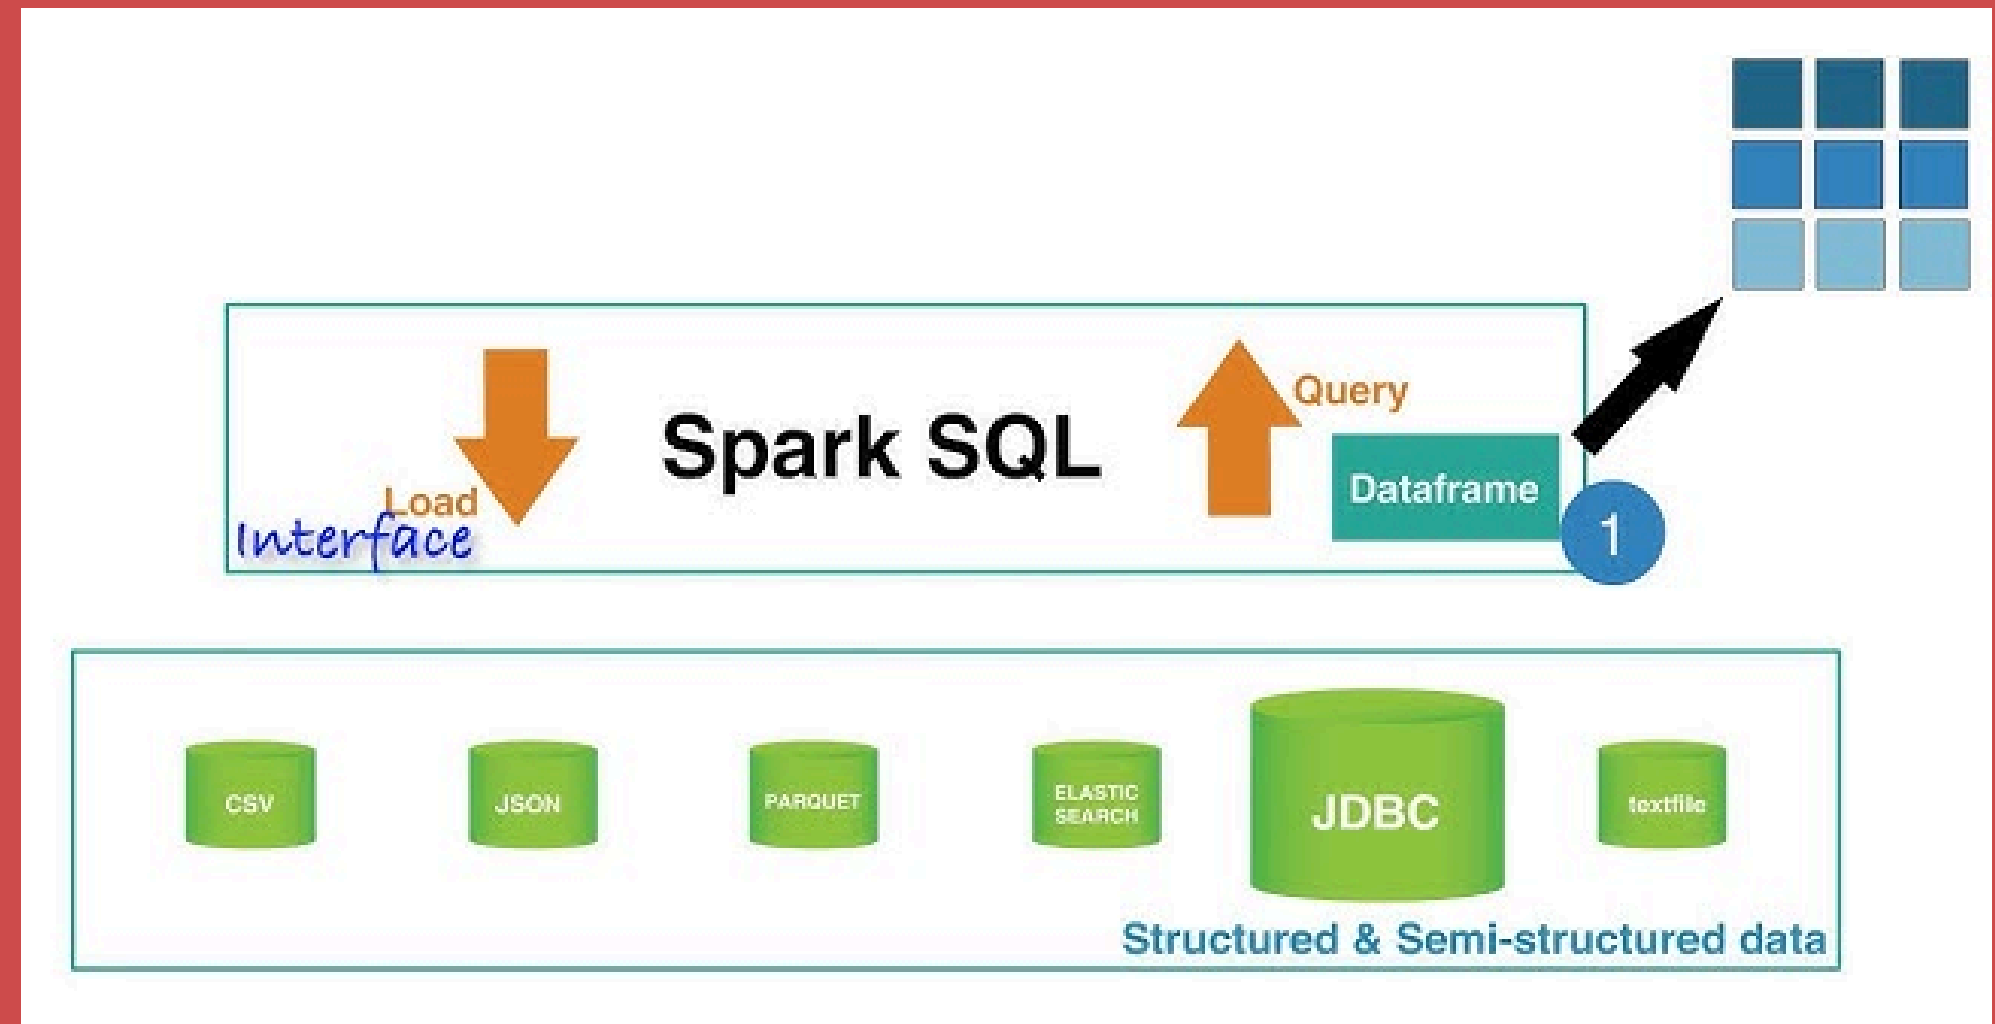 Query
Spark SQL
Load
Dataframe
Interface
1
CSV
JSON
PARQUET
ELASTIC
SEARCH
JDBC
textfile
Structured & Semi-structured data